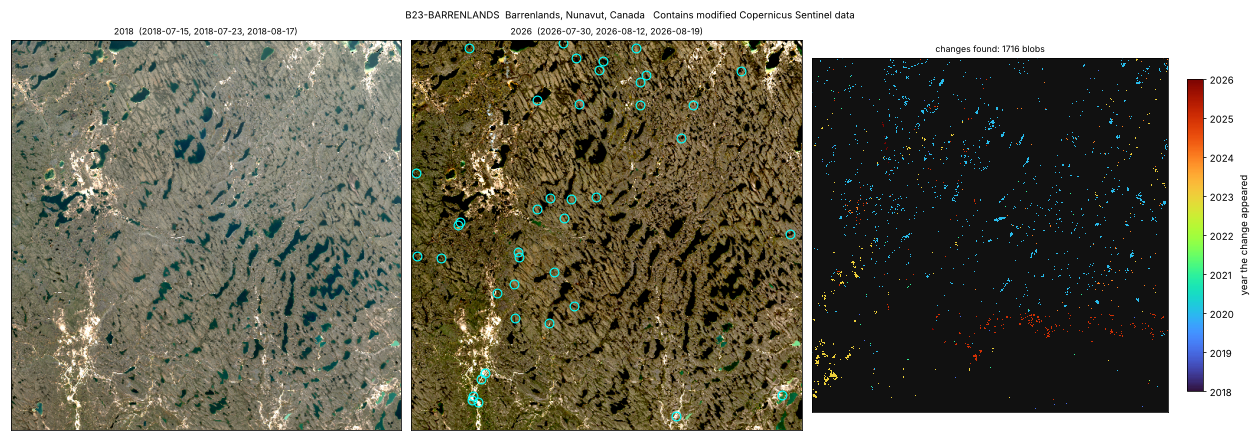 B23-BARRENLANDS  Barrenlands, Nunavut, Canada   Contains modified Copernicus Sentinel data
2018  (2018-07-15, 2018-07-23, 2018-08-17)
2026  (2026-07-30, 2026-08-12, 2026-08-19)
changes found: 1716 blobs
2026
2025
2024
2023
2022
2021
2020
2019
2018
year the change appeared